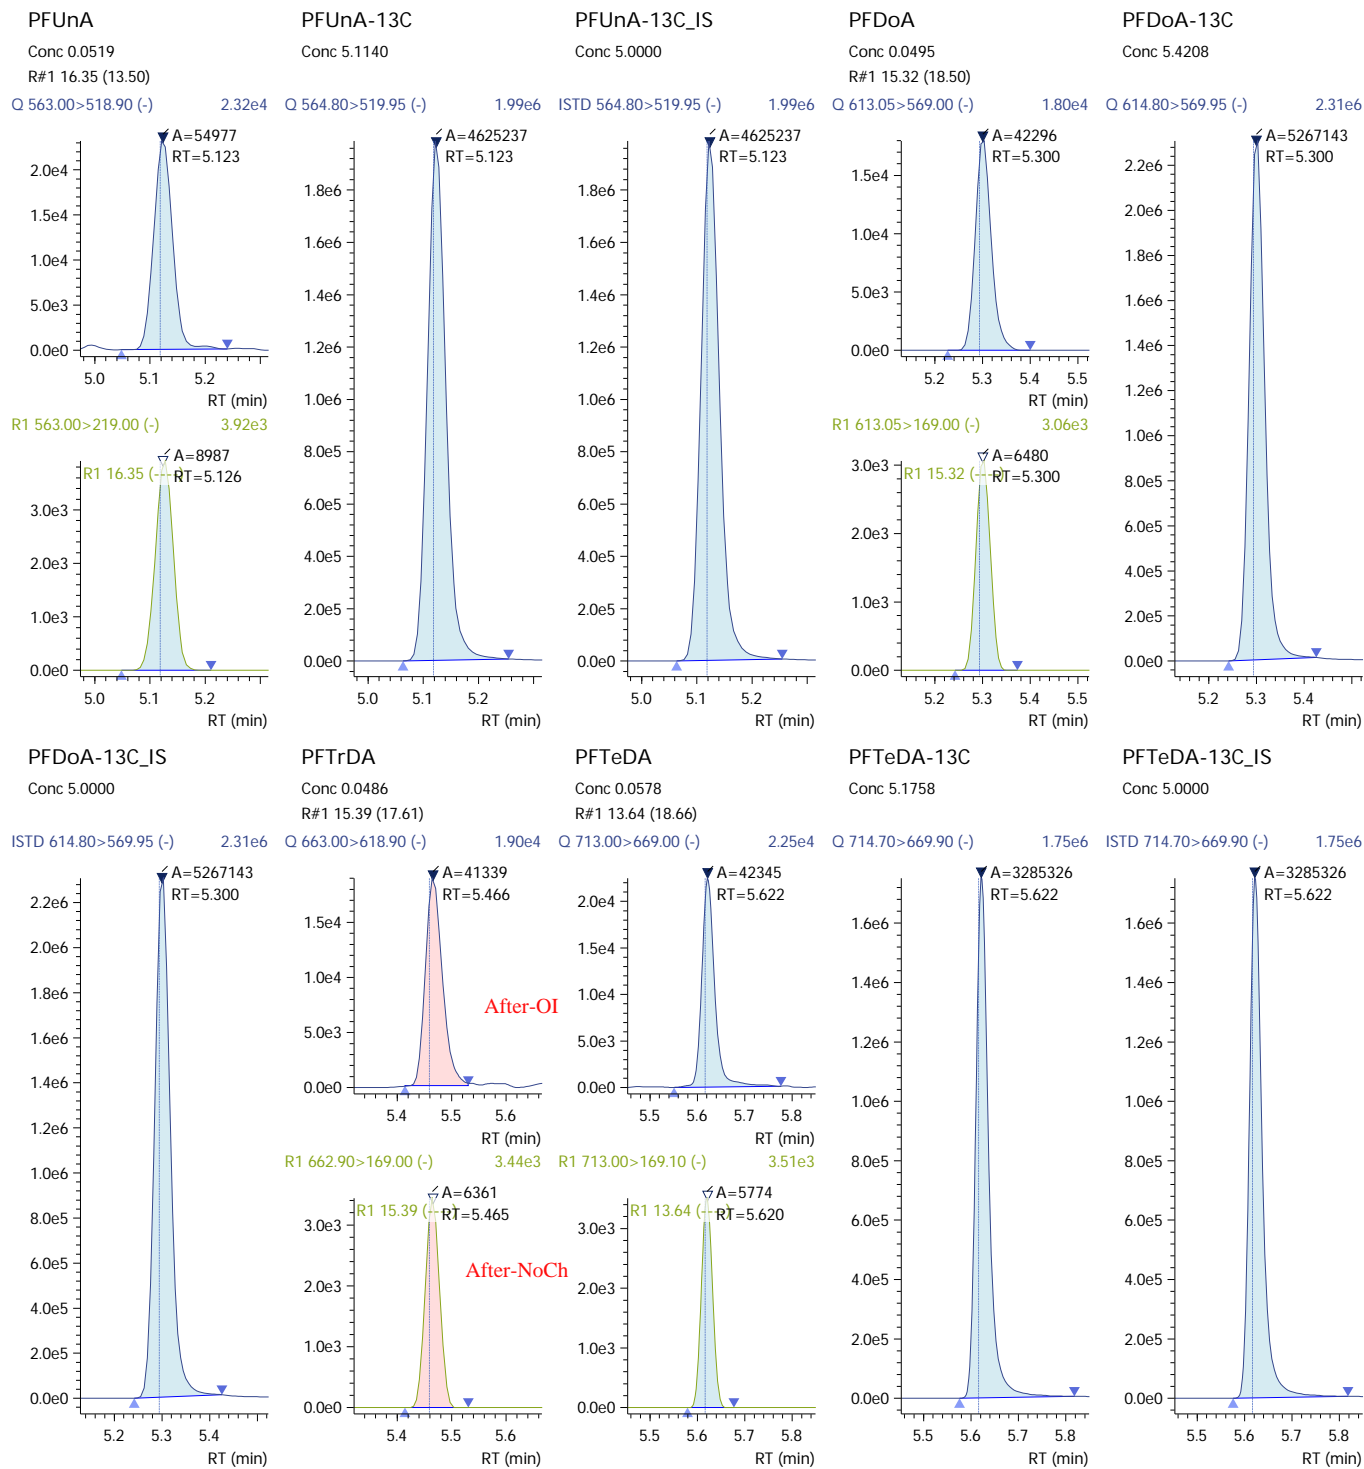 PFUnA
Conc 0.0519
R#1 16.35 (13.50)
Q 563.00>518.90 (-) 2.32e4
A=54977
RT=5.123
2.0e4
1.5e4
1.0e4
5.0e3
0.0e0
5.0 5.1 5.2
RT (min)
R1 563.00>219.00 (-) 3.92e3
A=8987
R1 16.35 (---)
RT=5.126
3.0e3
2.0e3
1.0e3
0.0e0
5.0 5.1 5.2
RT (min)
PFUnA-13C
Conc 5.1140
Q 564.80>519.95 (-) 1.99e6
A=4625237
RT=5.123
1.8e6
1.6e6
1.4e6
1.2e6
1.0e6
8.0e5
6.0e5
4.0e5
2.0e5
0.0e0
5.0 5.1 5.2
RT (min)
PFUnA-13C_IS
Conc 5.0000
ISTD 564.80>519.95 (-) 1.99e6
A=4625237
RT=5.123
1.8e6
1.6e6
1.4e6
1.2e6
1.0e6
8.0e5
6.0e5
4.0e5
2.0e5
0.0e0
5.0 5.1 5.2
RT (min)
PFDoA
Conc 0.0495
R#1 15.32 (18.50)
Q 613.05>569.00 (-) 1.80e4
A=42296
RT=5.300
1.5e4
1.0e4
5.0e3
0.0e0
5.2 5.3 5.4 5.5
RT (min)
R1 613.05>169.00 (-) 3.06e3
A=6480
R1 15.32 (---)
RT=5.300
3.0e3
2.0e3
1.0e3
0.0e0
5.2 5.3 5.4 5.5
RT (min)
PFDoA-13C
Conc 5.4208
Q 614.80>569.95 (-) 2.31e6
A=5267143
RT=5.300
2.2e6
2.0e6
1.8e6
1.6e6
1.4e6
1.2e6
1.0e6
8.0e5
6.0e5
4.0e5
2.0e5
0.0e0
5.2 5.3 5.4
RT (min)
PFDoA-13C_IS
Conc 5.0000
ISTD 614.80>569.95 (-) 2.31e6
A=5267143
RT=5.300
2.2e6
2.0e6
1.8e6
1.6e6
1.4e6
1.2e6
1.0e6
8.0e5
6.0e5
4.0e5
2.0e5
0.0e0
5.2 5.3 5.4
RT (min)
PFTrDA
Conc 0.0486
R#1 15.39 (17.61)
Q 663.00>618.90 (-) 1.90e4
A=41339
RT=5.466
1.5e4
1.0e4
After-OI
5.0e3
0.0e0
5.4 5.5 5.6
RT (min)
R1 662.90>169.00 (-) 3.44e3
A=6361
R1 15.39 (---)
RT=5.465
3.0e3
After-NoCh
2.0e3
1.0e3
0.0e0
5.4 5.5 5.6
RT (min)
PFTeDA
Conc 0.0578
R#1 13.64 (18.66)
Q 713.00>669.00 (-) 2.25e4
A=42345
RT=5.622
2.0e4
1.5e4
1.0e4
5.0e3
0.0e0
5.5 5.6 5.7 5.8
RT (min)
R1 713.00>169.10 (-) 3.51e3
A=5774
R1 13.64 (---)
RT=5.620
3.0e3
2.0e3
1.0e3
0.0e0
5.5 5.6 5.7 5.8
RT (min)
PFTeDA-13C
Conc 5.1758
Q 714.70>669.90 (-) 1.75e6
A=3285326
RT=5.622
1.6e6
1.4e6
1.2e6
1.0e6
8.0e5
6.0e5
4.0e5
2.0e5
0.0e0
5.5 5.6 5.7 5.8
RT (min)
PFTeDA-13C_IS
Conc 5.0000
ISTD 714.70>669.90 (-) 1.75e6
A=3285326
RT=5.622
1.6e6
1.4e6
1.2e6
1.0e6
8.0e5
6.0e5
4.0e5
2.0e5
0.0e0
5.5 5.6 5.7 5.8
RT (min)